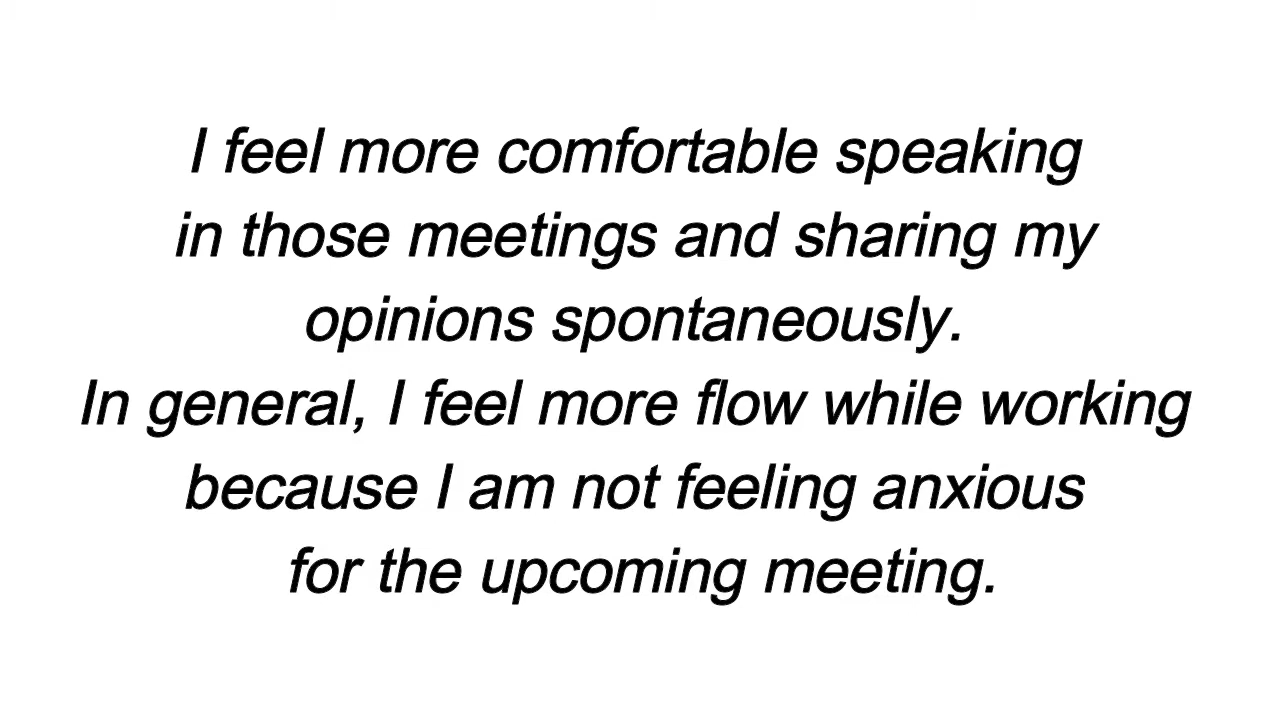 I feel more comfortable speaking
in those meetings and sharing my
opinions spontaneously.
In general, I feel more flow while working
because I am not feeling anxious
for the upcoming meeting.